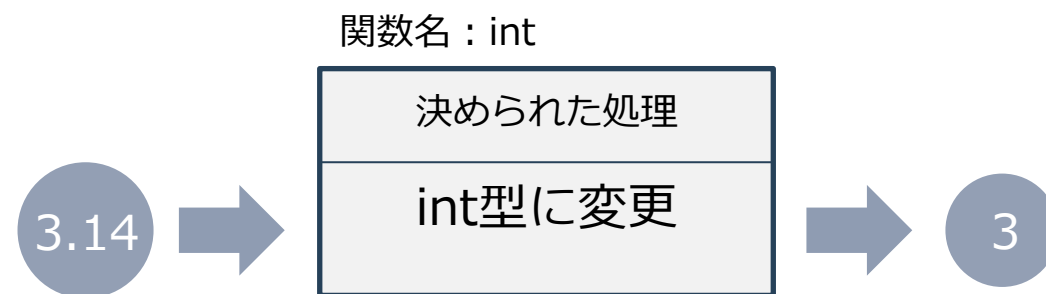 関数名：int
決められた処理
int型に変更
3.14
3